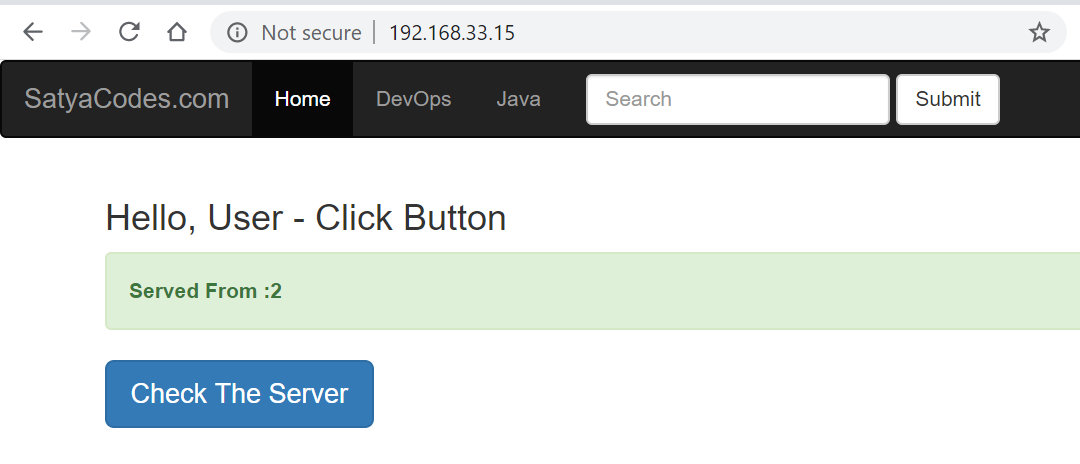 Not secure | 192.168.33.15
SatyaCodes.com Home DevOps Java Search Submit
Hello, User - Click Button
Served From :2
Check The Server